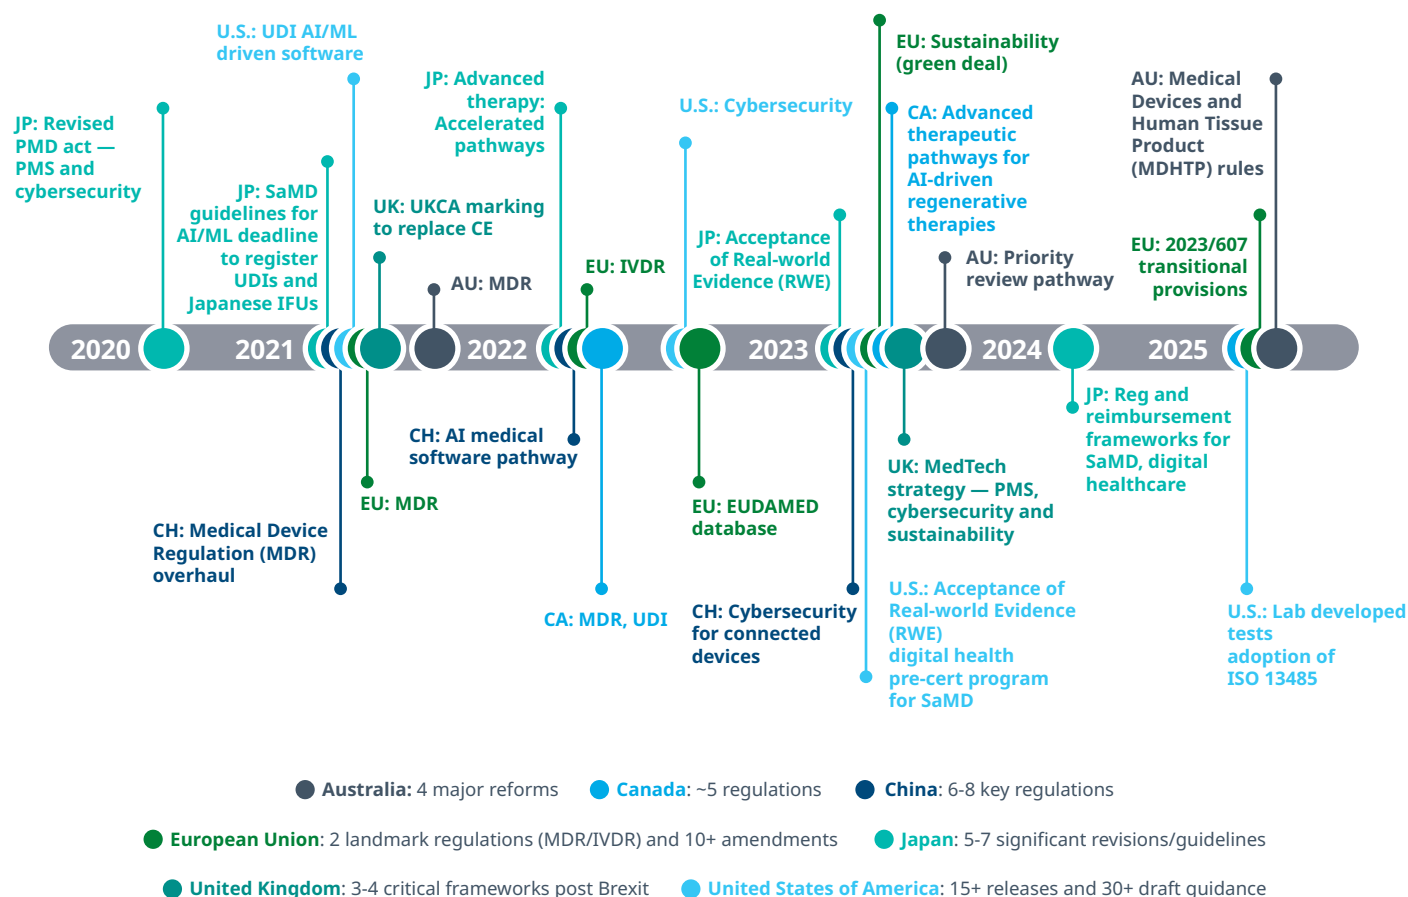 U.S.: UDI AI/ML
driven software
JP: Revised
PMD act —
PMS and
cybersecurity
JP: SaMD
guidelines for
AI/ML deadline
to register
UDIs and
Japanese IFUs
UK: UKCA marking
to replace CE
AU: MDR
JP: Advanced
therapy:
Accelerated
pathways
EU: IVDR
U.S.: Cybersecurity
JP: Acceptance
of Real-world
Evidence (RWE)
EU: Sustainability
(green deal)
CA: Advanced
therapeutic
pathways for
AI-driven
regenerative
therapies
AU: Priority
review pathway
AU: Medical
Devices and
Human Tissue
Product
(MDHTP) rules
EU: 2023/607
transitional
provisions
2020 2021 2022 2023 2024 2025
CH: Medical Device
Regulation (MDR)
overhaul
EU: MDR
CH: AI medical
software pathway
CA: MDR, UDI
EU: EUDAMED
database
CH: Cybersecurity
for connected
devices
UK: MedTech
strategy — PMS,
cybersecurity and
sustainability
U.S.: Acceptance of
Real-world Evidence
(RWE)
digital health
pre-cert program
for SaMD
JP: Reg and
reimbursement
frameworks for
SaMD, digital
healthcare
U.S.: Lab developed
tests
adoption of
ISO 13485
Australia: 4 major reforms
Canada: ~5 regulations
China: 6-8 key regulations
European Union: 2 landmark regulations (MDR/IVDR) and 10+ amendments
Japan: 5-7 significant revisions/guidelines
United Kingdom: 3-4 critical frameworks post Brexit
United States of America: 15+ releases and 30+ draft guidance